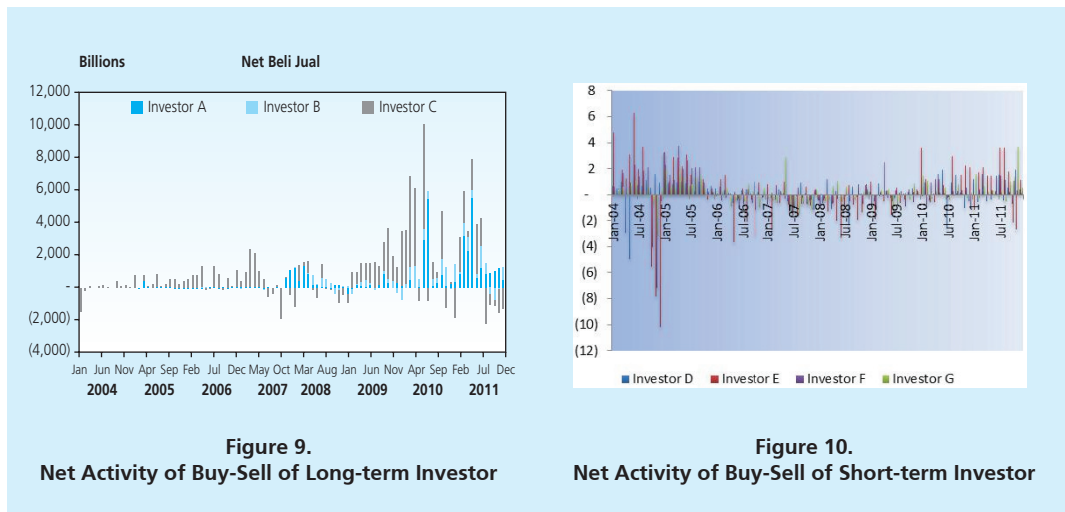 Billions
Net Beli Jual
12,000
10,000
8,000
6,000
4,000
2,000
-
(2,000)
(4,000)
Investor A Investor B Investor C
Jan Jun Nov Apr Sep Feb Jul Dec May Oct Mar Aug Jan Jun Nov Apr Sep Feb Jul Dec
2004 2005 2006 2007 2008 2009 2010 2011
Figure 9.
Net Activity of Buy-Sell of Long-term Investor
8
6
4
2
-
(2)
(4)
(6)
(8)
(10)
(12)
Jan-04
Jul-04
Jan-05
Jul-05
Jan-06
Jul-06
Jan-07
Jul-07
Jan-08
Jul-08
Jan-09
Jul-09
Jan-10
Jul-10
Jan-11
Jul-11
Investor D Investor E Investor F Investor G
Figure 10.
Net Activity of Buy-Sell of Short-term Investor